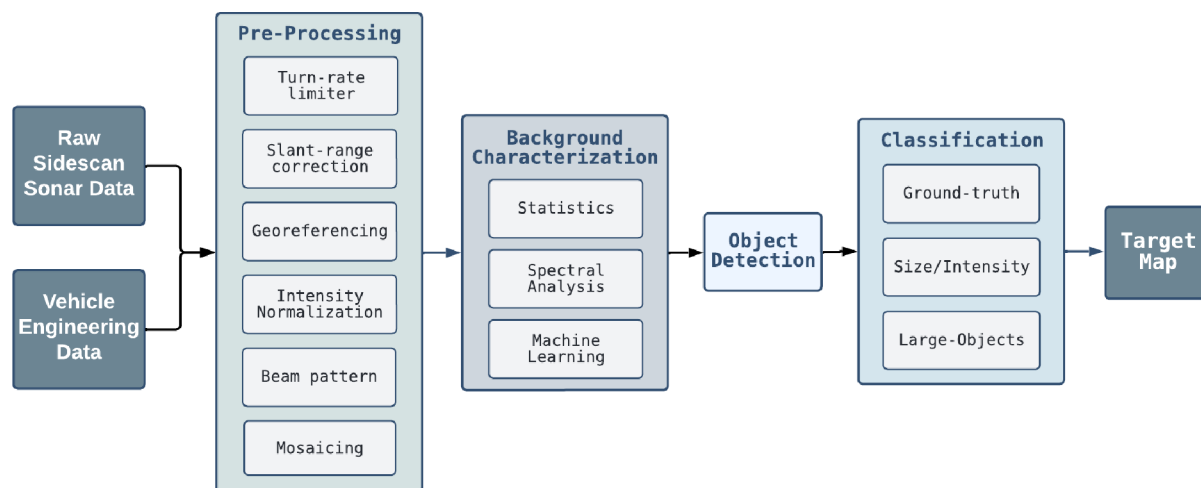 Raw
Sidescan
Sonar Data
Vehicle
Engineering
Data
Pre-Processing
Turn-rate
limiter
Slant-range
correction
Georeferencing
Intensity
Normalization
Beam pattern
Mosaicing
Background
Characterization
Statistics
Spectral
Analysis
Machine
Learning
Object
Detection
Classification
Ground-truth
Size/Intensity
Large-Objects
Target
Map